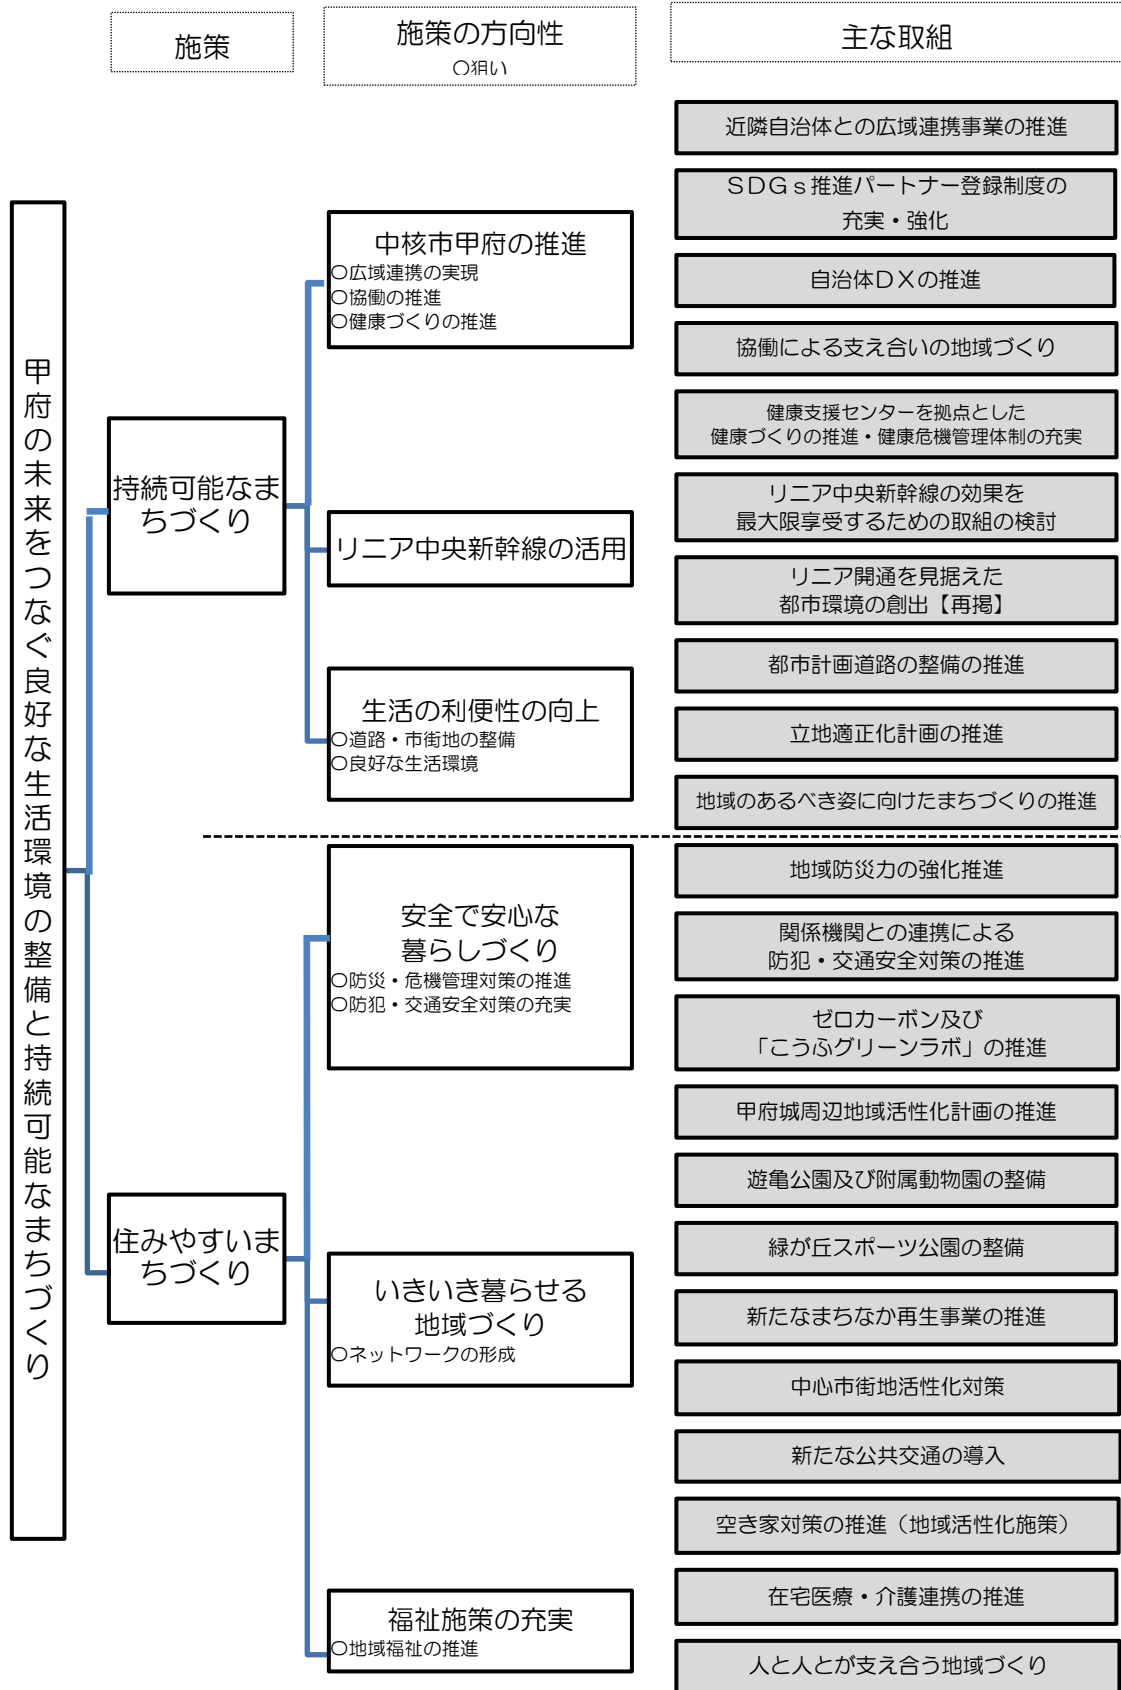 施策
施策の方向性
〇狙い
主な取組
甲府の未来をつなぐ良好な生活環境の整備と持続可能なまちづくり
持続可能なま
ちづくり
中核市甲府の推進
〇広域連携の実現
〇協働の推進
〇健康づくりの推進
リニア中央新幹線の活用
生活の利便性の向上
〇道路・市街地の整備
〇良好な生活環境
近隣自治体との広域連携事業の推進
ＳＤＧｓ推進パートナー登録制度の
充実・強化
自治体ＤＸの推進
協働による支え合いの地域づくり
健康支援センターを拠点とした
健康づくりの推進・健康危機管理体制の充実
リニア中央新幹線の効果を
最大限享受するための取組の検討
リニア開通を見据えた
都市環境の創出【再掲】
都市計画道路の整備の推進
立地適正化計画の推進
地域のあるべき姿に向けたまちづくりの推進
住みやすいま
ちづくり
安全で安心な
暮らしづくり
〇防災・危機管理対策の推進
〇防犯・交通安全対策の充実
いきいき暮らせる
地域づくり
〇ネットワークの形成
福祉施策の充実
〇地域福祉の推進
地域防災力の強化推進
関係機関との連携による
防犯・交通安全対策の推進
ゼロカーボン及び
「こうふグリーンラボ」の推進
甲府城周辺地域活性化計画の推進
遊亀公園及び附属動物園の整備
緑が丘スポーツ公園の整備
新たなまちなか再生事業の推進
中心市街地活性化対策
新たな公共交通の導入
空き家対策の推進（地域活性化施策）
在宅医療・介護連携の推進
人と人とが支え合う地域づくり